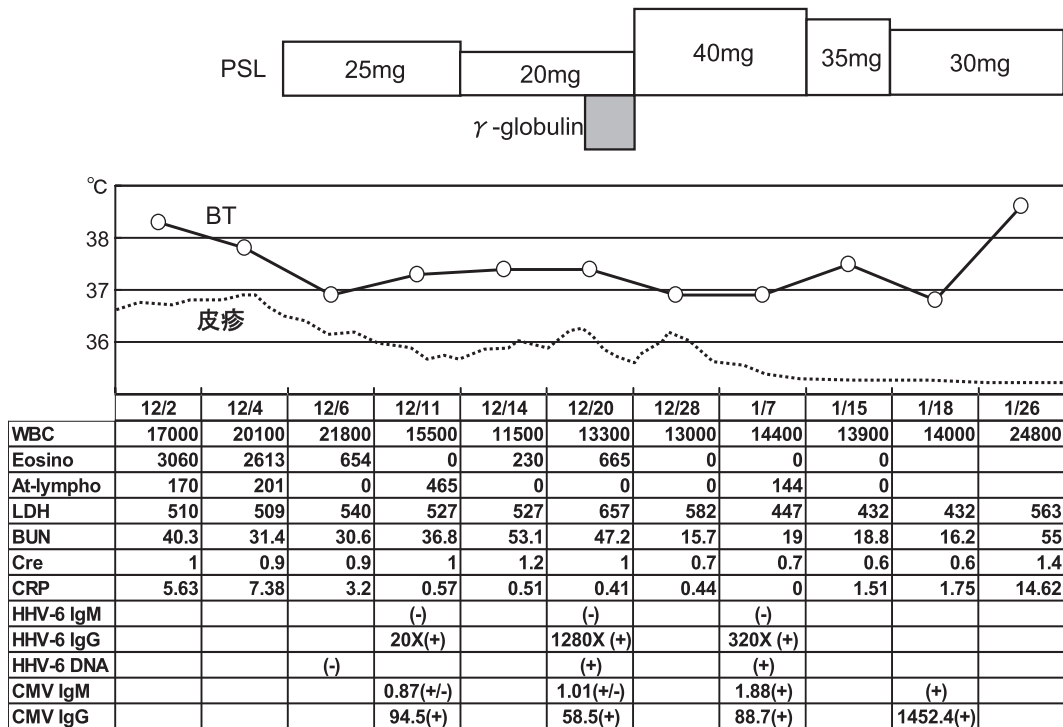 PSL 25mg 20mg 40mg 35mg 30mg
γ-globulin
°C
BT
38
37
皮疹
36
12/2 12/4 12/6 12/11 12/14 12/20 12/28 1/7 1/15 1/18 1/26
WBC 17000 20100 21800 15500 11500 13300 13000 14400 13900 14000 24800
Eosino 3060 2613 654 0 230 665 0 0 0
At-lympho 170 201 0 465 0 0 0 144 0
LDH 510 509 540 527 527 657 582 447 432 432 563
BUN 40.3 31.4 30.6 36.8 53.1 47.2 15.7 19 18.8 16.2 55
Cre 1 0.9 0.9 1 1.2 1 0.7 0.7 0.6 0.6 1.4
CRP 5.63 7.38 3.2 0.57 0.51 0.41 0.44 0 1.51 1.75 14.62
HHV-6 IgM (-) (-) (-)
HHV-6 IgG 20X(+) 1280X (+) 320X (+)
HHV-6 DNA (-) (+) (+)
CMV IgM 0.87(+/-) 1.01(+/-) 1.88(+) (+)
CMV IgG 94.5(+) 58.5(+) 88.7(+) 1452.4(+)